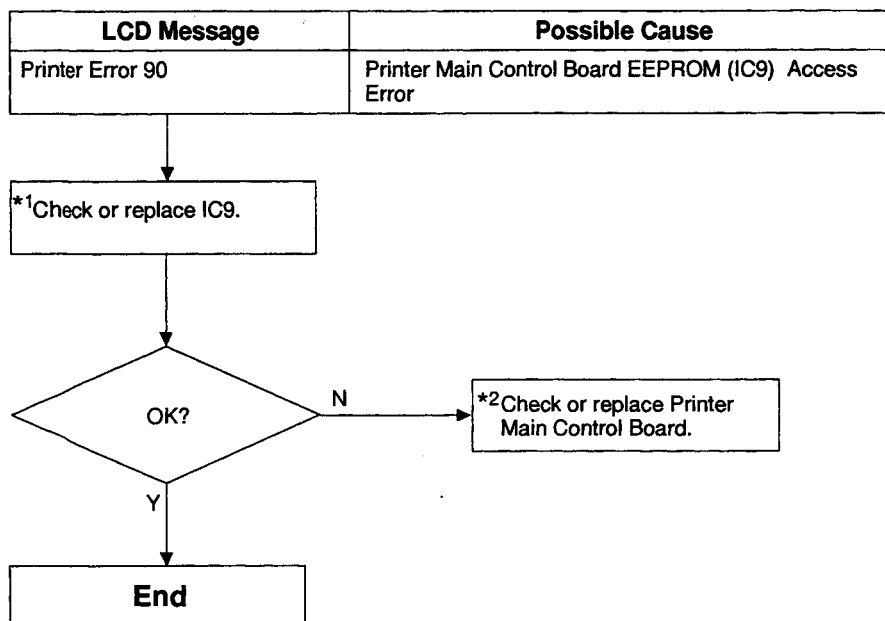 LCD Message
Possible Cause
Printer Error 90
Printer Main Control Board EEPROM (IC9) Access
Error
*1Check or replace IC9.
OK?
N
*2Check or replace Printer
Main Control Board.
Y
End